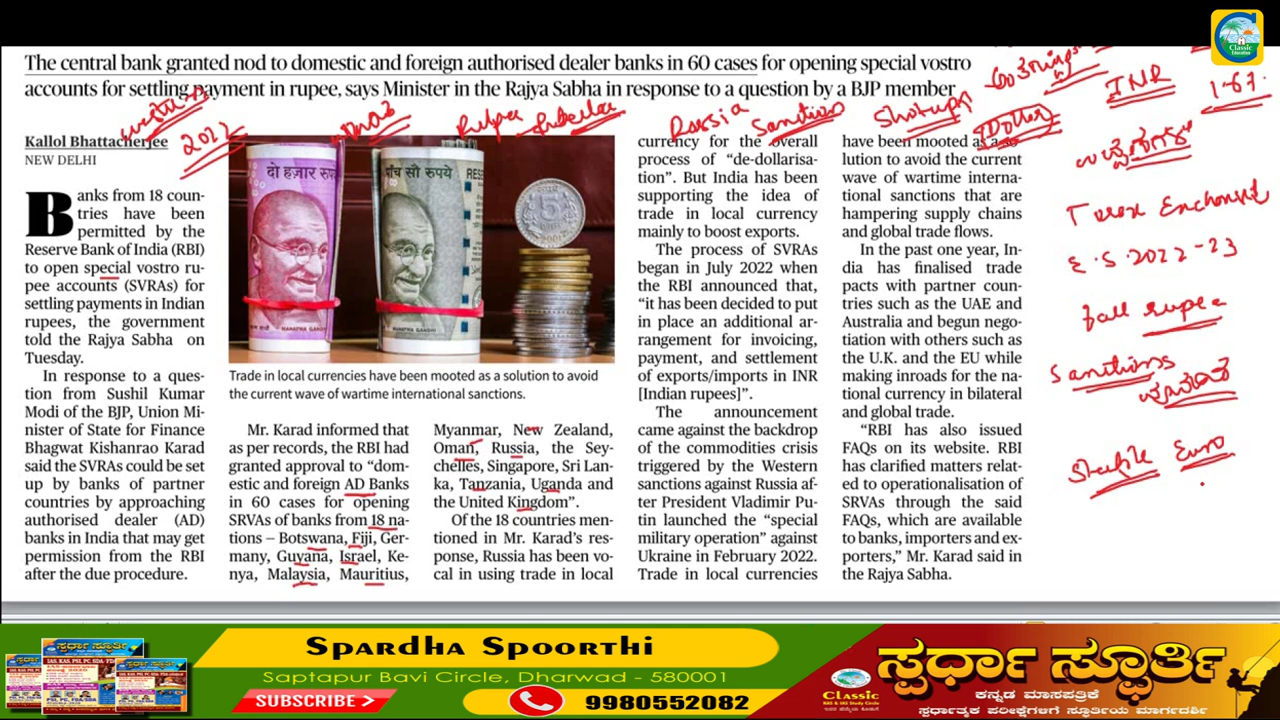 Classic
Education
The central bank granted nod to domestic and foreign authorised dealer banks in 60 cases for opening special vostro
accounts for settling payment in rupee, says Minister in the Rajya Sabha in response to a question by a BJP member
2022
Russia
Sanction
Dollar
INR
1-67.
E.S.2022-23
fall rupee
Sanctions
Euro
Kallol Bhattacherjee
NEW DELHI
Banks from 18 coun-
tries have been
permitted by the
Reserve Bank of India (RBI)
to open special vostro ru-
pee accounts (SVRAs) for
settling payments in Indian
rupees, the government
told the Rajya Sabha on
Tuesday.
In response to a ques-
tion from Sushil Kumar
Modi of the BJP, Union Mi-
nister of State for Finance
Bhagwat Kishanrao Karad
said the SVRAs could be set
up by banks of partner
countries by approaching
authorised dealer (AD)
banks in India that may get
permission from the RBI
after the due procedure.
दो हज़ार रुपये
पाँच सौ रुपये
RESE
5
MAHATMA GANDHI
MAHATMA GANDHI
Trade in local currencies have been mooted as a solution to avoid
the current wave of wartime international sanctions.
Mr. Karad informed that
as per records, the RBI had
granted approval to “dom-
estic and foreign AD Banks
in 60 cases for opening
SRVAs of banks from 18 na-
tions – Botswana, Fiji, Ger-
many, Guyana, Israel, Ke-
nya, Malaysia, Mauritius,
Myanmar, New Zealand,
Oman, Russia, the Sey-
chelles, Singapore, Sri Lan-
ka, Tanzania, Uganda and
the United Kingdom”.
Of the 18 countries men-
tioned in Mr. Karad’s res-
ponse, Russia has been vo-
cal in using trade in local
currency for the overall
process of “de-dollarisa-
tion”. But India has been
supporting the idea of
trade in local currency
mainly to boost exports.
The process of SVRAs
began in July 2022 when
the RBI announced that,
“it has been decided to put
in place an additional ar-
rangement for invoicing,
payment, and settlement
of exports/imports in INR
[Indian rupees]”.
The announcement
came against the backdrop
of the commodities crisis
triggered by the Western
sanctions against Russia af-
ter President Vladimir Pu-
tin launched the “special
military operation” against
Ukraine in February 2022.
Trade in local currencies
have been mooted as a so-
lution to avoid the current
wave of wartime interna-
tional sanctions that are
hampering supply chains
and global trade flows.
In the past one year, In-
dia has finalised trade
pacts with partner coun-
tries such as the UAE and
Australia and begun nego-
tiation with others such as
the U.K. and the EU while
making inroads for the na-
tional currency in bilateral
and global trade.
“RBI has also issued
FAQs on its website. RBI
has clarified matters relat-
ed to operationalisation of
SRVAs through the said
FAQs, which are available
to banks, importers and ex-
porters,” Mr. Karad said in
the Rajya Sabha.
Spardha Spoorthi
Saptapur Bavi Circle, Dharwad - 580001
SUBSCRIBE
9980552082
ಸ್ಪರ್ಧಾ ಸ್ಫೂರ್ತಿ
Classic
KAS & IAS Study Circle
ಕನ್ನಡ ಮಾಸಪತ್ರಿಕೆ
ಸ್ಪರ್ಧಾತ್ಮಕ ಪರೀಕ್ಷೆಗಳಿಗೆ ಸ್ಫೂರ್ತಿಯ ಮಾರ್ಗದರ್ಶಿ